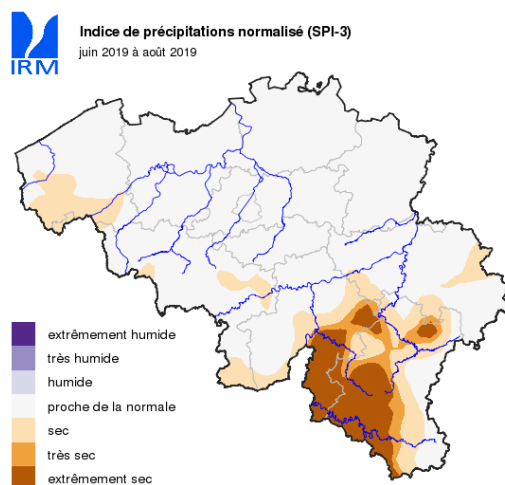 Indice de précipitations normalisé (SPI-3)
juin 2019 à août 2019
IRM
extrêmement humide
très humide
humide
proche de la normale
sec
très sec
extrêmement sec